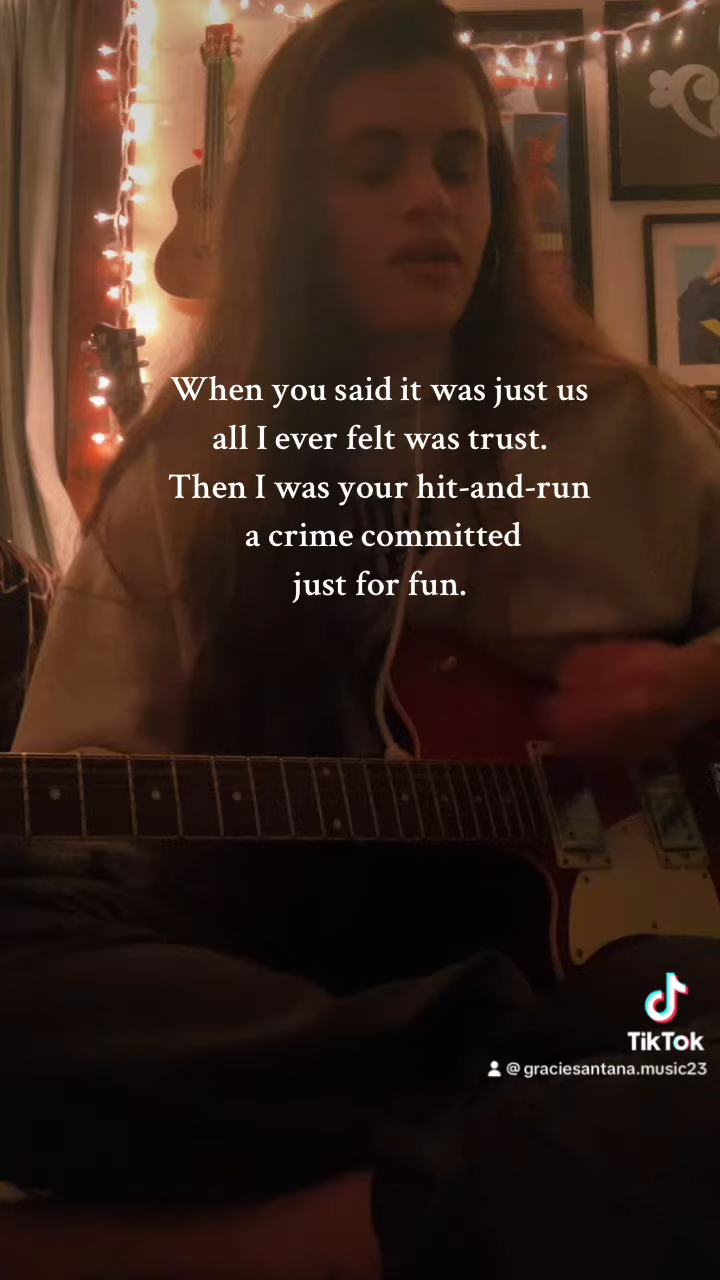 When you said it was just us
all I ever felt was trust.
Then I was your hit-and-run
a crime committed
just for fun.
TikTok
@graciesantana.music23